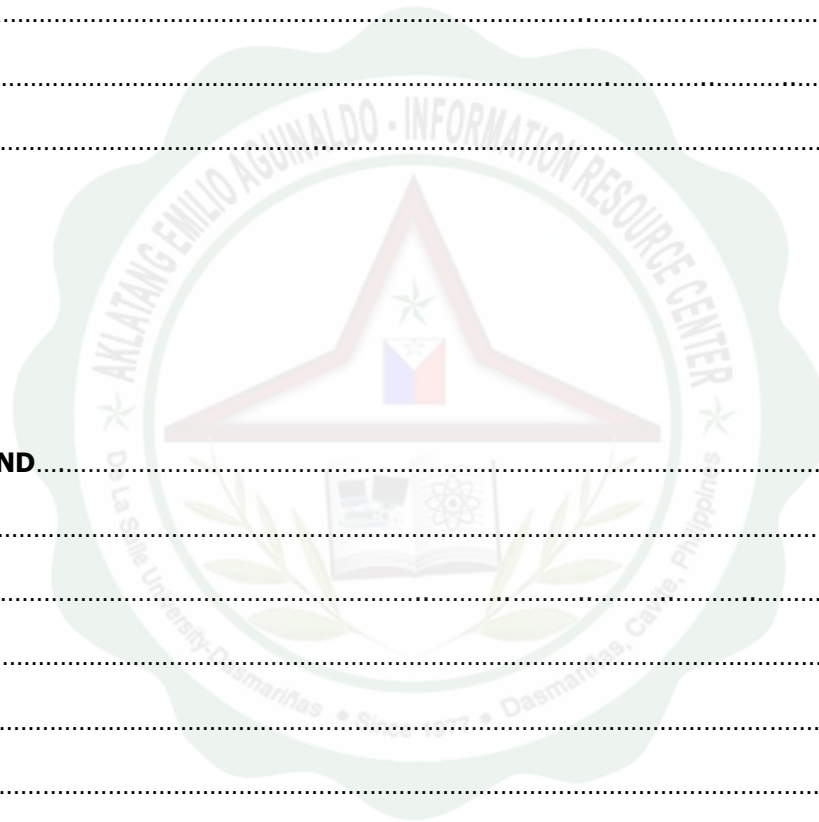 AKLATANG EMILIO AGUINALDO - INFORMATION RESOURCE CENTER
ND
De La Salle University-Dasmariñas • Since 1977 • Dasmariñas, Cavite, Philippines